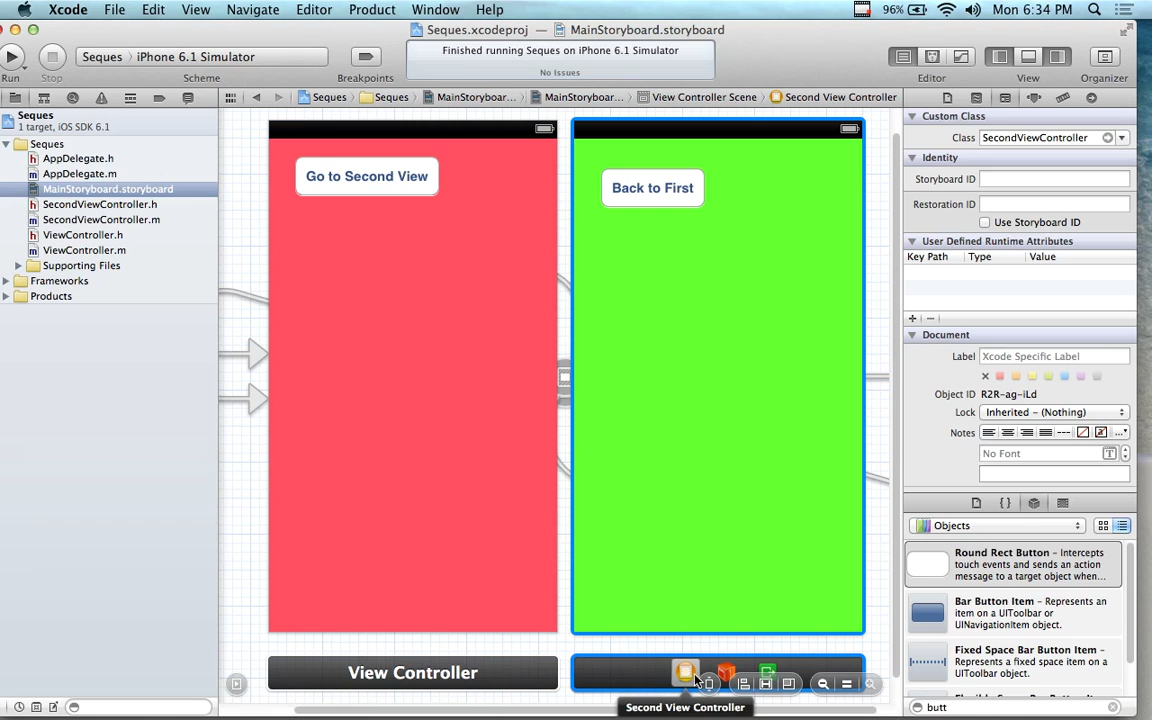 Xcode File Edit View Navigate Editor Product Window Help 96% Mon 6:34 PM
Seques.xcodeproj — MainStoryboard.storyboard
Run Stop
Seques iPhone 6.1 Simulator
Scheme
Breakpoints
Finished running Seques on iPhone 6.1 Simulator
No Issues
Editor View Organizer
Seques
1 target, iOS SDK 6.1
Seques
AppDelegate.h
AppDelegate.m
MainStoryboard.storyboard
SecondViewController.h
SecondViewController.m
ViewController.h
ViewController.m
Supporting Files
Frameworks
Products
Seques Seques MainStoryboar... MainStoryboar... View Controller Scene Second View Controller
Go to Second View
Back to First
View Controller
Second View Controller
Custom Class
Class SecondViewController
Identity
Storyboard ID
Restoration ID
Use Storyboard ID
User Defined Runtime Attributes
Key Path Type Value
Document
Label Xcode Specific Label
Object ID R2R-ag-iLd
Lock Inherited - (Nothing)
Notes
No Font
Objects
Round Rect Button - Intercepts
touch events and sends an action
message to a target object when...
Bar Button Item - Represents an
item on a UIToolbar or
UINavigationItem object.
Fixed Space Bar Button Item -
Represents a fixed space item on
a UIToolbar object.
butt